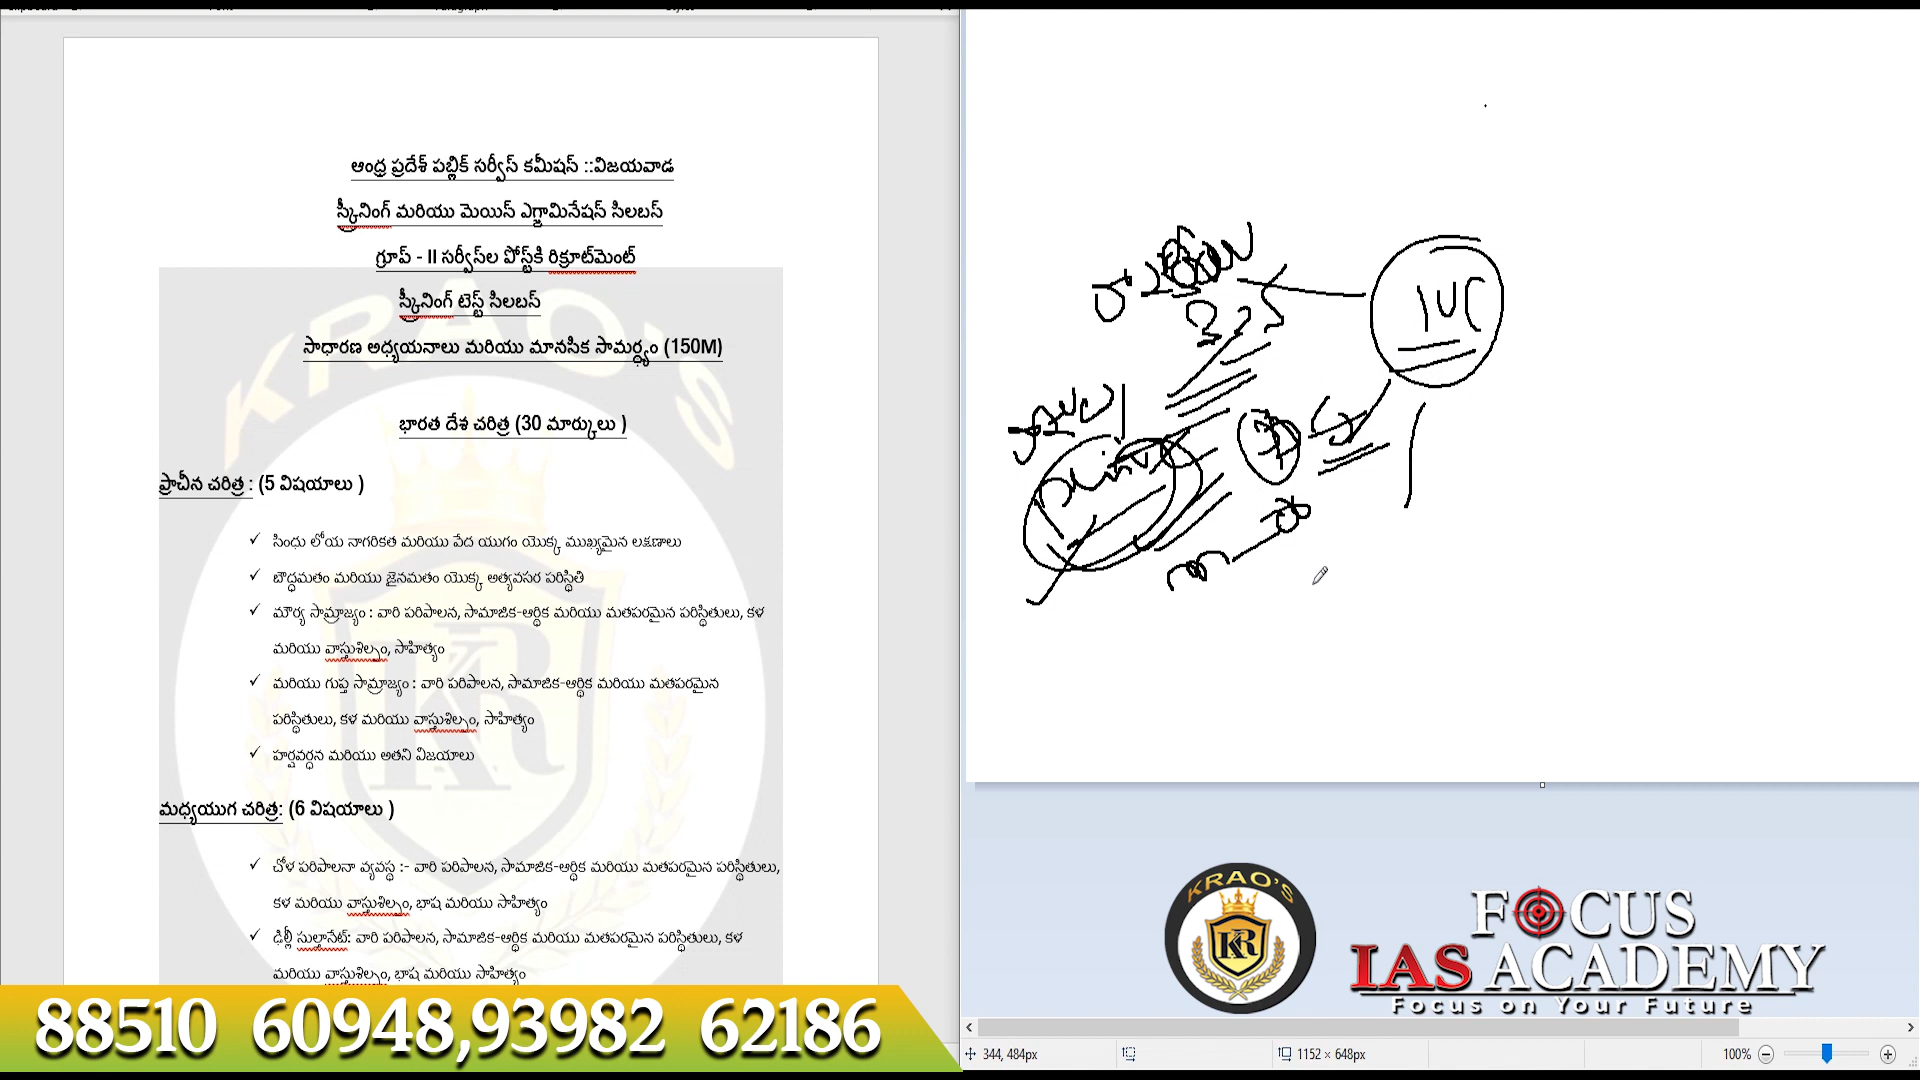 ఆంధ్ర ప్రదేశ్ పబ్లిక్ సర్వీస్ కమీషస్ ::విజయవాడ
స్క్రీనింగ్ మరియు మెయిస్ ఎగ్జామినేషస్ సిలబస్
గ్రూప్ - II సర్వీస్‌ల పోస్ట్‌కి రిక్రూట్‌మెంట్
స్క్రీనింగ్ టెస్ట్ సిలబస్
సాధారణ అధ్యయనాలు మరియు మానసిక సామర్థ్యం (150M)
భారత దేశ చరిత్ర (30 మార్కులు )
ప్రాచీన చరిత్ర : (5 విషయాలు )
✓ సింధు లోయ నాగరికత మరియు వేద యుగం యొక్క ముఖ్యమైన లక్షణాలు
✓ బౌద్ధమతం మరియు జైనమతం యొక్క అత్యవసర పరిస్థితి
✓ మౌర్య సామ్రాజ్యం : వారి పరిపాలన, సామాజిక-ఆర్థిక మరియు మతపరమైన పరిస్థితులు, కళ
మరియు వాస్తుశిల్పం, సాహిత్యం
✓ మరియు గుప్త సామ్రాజ్యం : వారి పరిపాలన, సామాజిక-ఆర్థిక మరియు మతపరమైన
పరిస్థితులు, కళ మరియు వాస్తుశిల్పం, సాహిత్యం
✓ హర్షవర్ధన మరియు అతని విజయాలు
మధ్యయుగ చరిత్ర: (6 విషయాలు )
✓ చోళ పరిపాలనా వ్యవస్థ :- వారి పరిపాలన, సామాజిక-ఆర్థిక మరియు మతపరమైన పరిస్థితులు,
కళ మరియు వాస్తుశిల్పం, భాష మరియు సాహిత్యం
✓ ఢిల్లీ సుల్తానేట్: వారి పరిపాలన, సామాజిక-ఆర్థిక మరియు మతపరమైన పరిస్థితులు, కళ
మరియు వాస్తుశిల్పం, భాష మరియు సాహిత్యం
KRAO'S
KR
88510 60948,93982 62186
KRAO'S
KR
FOCUS
IAS ACADEMY
Focus on Your Future
344, 484px
1152 × 648px
100%